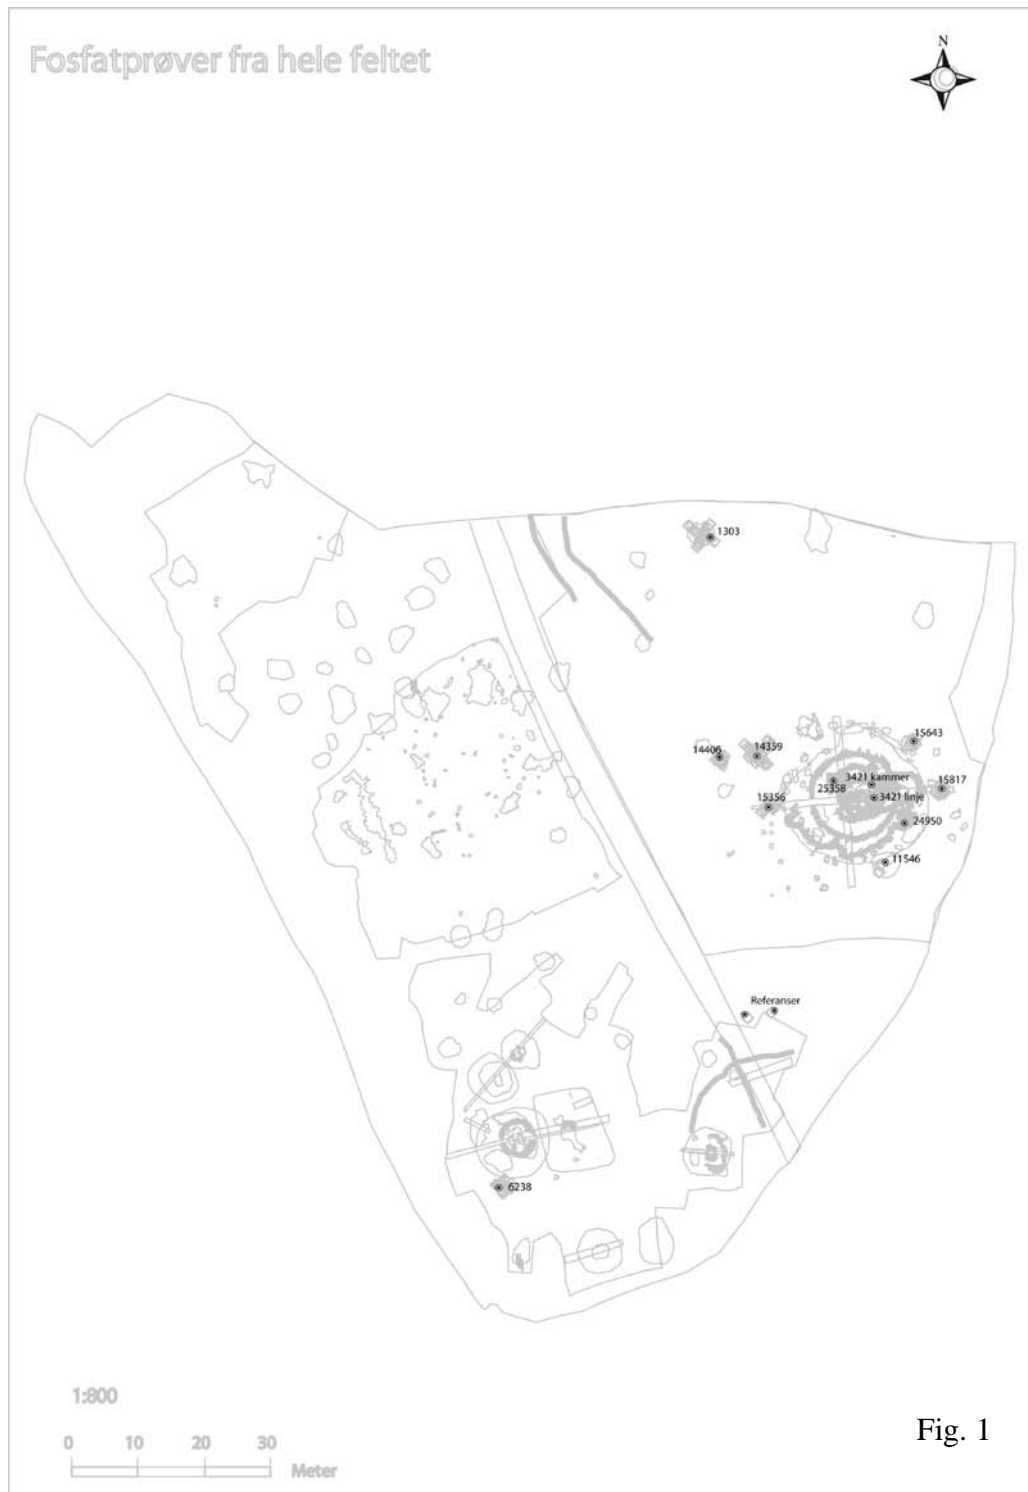 Fosfatprøver fra hele feltet
N
1303
15643
14406
14359
3421 kammer
15817
25358
3421 linje
15356
24950
11546
Referanser
6238
1:800
Fig. 1
0 10 20 30
Meter